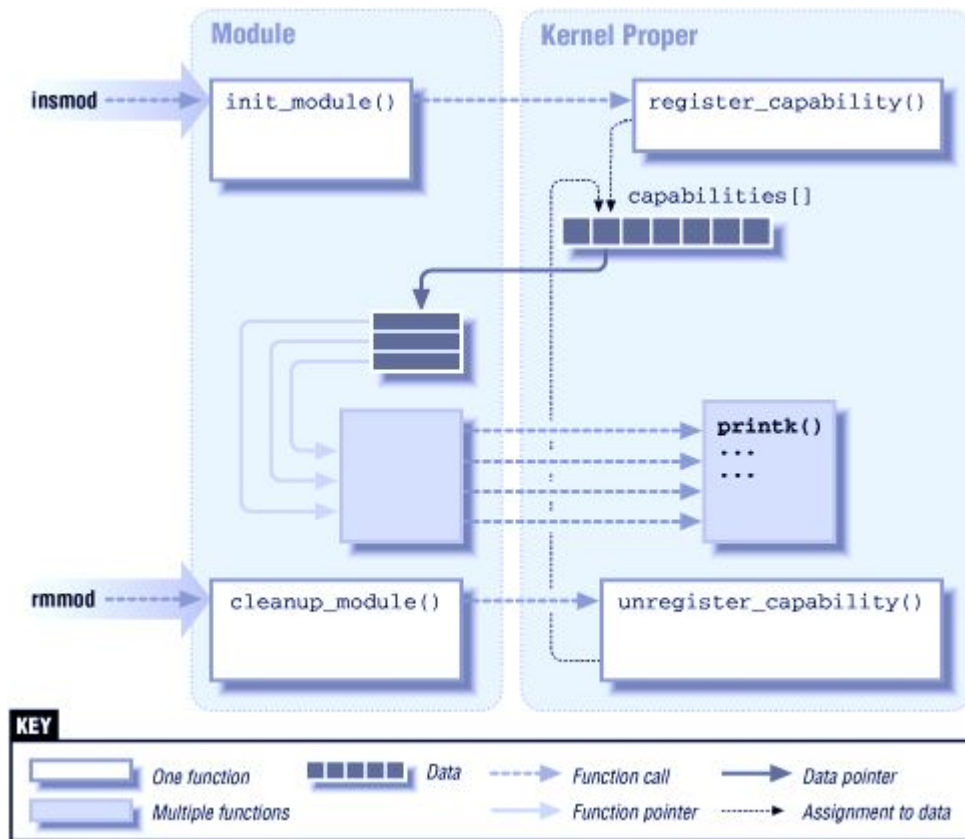 Module
Kernel Proper
insmod
init_module()
register_capability()
capabilities[]
printk()
...
...
rmmod
cleanup_module()
unregister_capability()
KEY
One function
Data
Function call
Data pointer
Multiple functions
Function pointer
Assignment to data